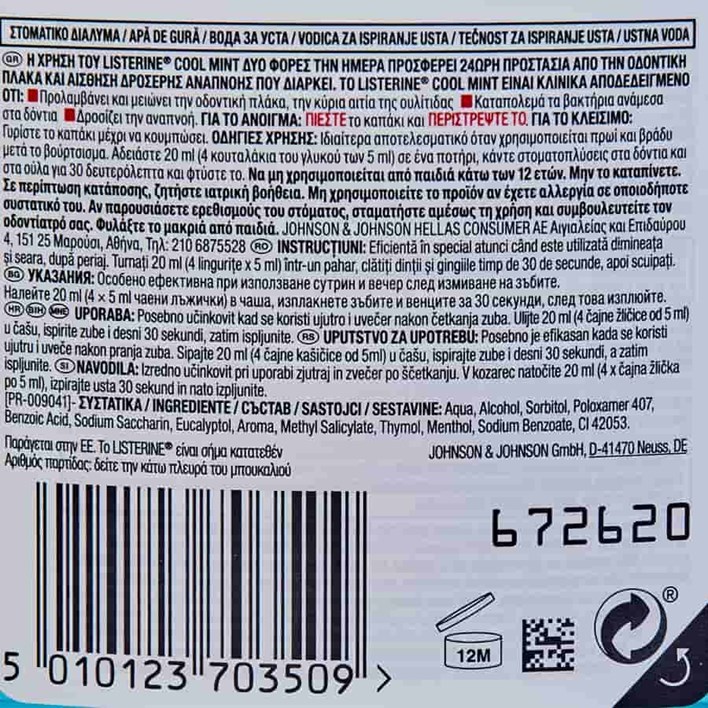 ΣΤΟΜΑΤΙΚΟ ΔΙΑΛΥΜΑ / APĂ DE GURĂ / ВОДА ЗА УСТА / VODICA ZA ISPIRANJE USTA / TEČNOST ZA ISPIRANJE USTA / USTNA VODA
GR Η ΧΡΗΣΗ ΤΟΥ LISTERINE® COOL MINT ΔΥΟ ΦΟΡΕΣ ΤΗΝ ΗΜΕΡΑ ΠΡΟΣΦΕΡΕΙ 24ΩΡΗ ΠΡΟΣΤΑΣΙΑ ΑΠΟ ΤΗΝ ΟΔΟΝΤΙΚΗ
ΠΛΑΚΑ ΚΑΙ ΑΙΣΘΗΣΗ ΔΡΟΣΕΡΗΣ ΑΝΑΠΝΟΗΣ ΠΟΥ ΔΙΑΡΚΕΙ. ΤΟ LISTERINE® COOL MINT ΕΙΝΑΙ ΚΛΙΝΙΚΑ ΑΠΟΔΕΔΕΙΓΜΕΝΟ
ΟΤΙ: Προλαμβάνει και μειώνει την οδοντική πλάκα, την κύρια αιτία της ουλίτιδας Καταπολεμά τα βακτήρια ανάμεσα
στα δόντια Δροσίζει την αναπνοή. ΓΙΑ ΤΟ ΑΝΟΙΓΜΑ: ΠΙΕΣΤΕ το καπάκι και ΠΕΡΙΣΤΡΕΨΤΕ ΤΟ. ΓΙΑ ΤΟ ΚΛΕΙΣΙΜΟ:
Γυρίστε το καπάκι μέχρι να κουμπώσει. ΟΔΗΓΙΕΣ ΧΡΗΣΗΣ: Ιδιαίτερα αποτελεσματικό όταν χρησιμοποιείται πρωί και βράδυ
μετά το βούρτσισμα. Αδειάστε 20 ml (4 κουταλάκια του γλυκού των 5 ml) σε ένα ποτήρι, κάντε στοματοπλύσεις στα δόντια και
στα ούλα για 30 δευτερόλεπτα και φτύστε το. Να μη χρησιμοποιείται από παιδιά κάτω των 12 ετών. Μην το καταπίνετε.
Σε περίπτωση κατάποσης, ζητήστε ιατρική βοήθεια. Μη χρησιμοποιείτε το προϊόν αν έχετε αλλεργία σε οποιοδήποτε
συστατικό του. Αν παρουσιάσετε ερεθισμούς του στόματος, σταματήστε αμέσως τη χρήση και συμβουλευτείτε τον
οδοντίατρό σας. Φυλάξτε το μακριά από παιδιά. JOHNSON & JOHNSON HELLAS CONSUMER AE Αιγιαλείας και Επιδαύρου
4, 151 25 Μαρούσι, Αθήνα, Τηλ: 210 6875528 RO INSTRUCȚIUNI: Eficientă în special atunci când este utilizată dimineața
și seara, după periaj. Turnați 20 ml (4 lingurițe x 5 ml) într-un pahar, clătiți dinții și gingiile timp de 30 de secunde, apoi scuipați.
BG УКАЗАНИЯ: Особено ефективна при използване сутрин и вечер след измиване на зъбите.
Налейте 20 ml (4 × 5 ml чаени лъжички) в чаша, изплакнете зъбите и венците за 30 секунди, след това изплюйте.
HR BIH MNE UPORABA: Posebno učinkovit kad se koristi ujutro i uvečer nakon četkanja zuba. Ulijte 20 ml (4 čajne žličice od 5 ml)
u čašu, ispirite zube i desni 30 sekundi, zatim ispljunite. RS UPUTSTVO ZA UPOTREBU: Posebno je efikasan kada se koristi
ujutru i uveče nakon pranja zuba. Sipajte 20 ml (4 čajne kašičice od 5ml) u čašu, ispirajte zube i desni 30 sekundi, a zatim
ispljunite. SI NAVODILA: Izredno učinkovit pri uporabi zjutraj in zvečer po ščetkanju. V kozarec natočite 20 ml (4 x čajna žlička
po 5 ml), izpirajte usta 30 sekund in nato izpljunite.
[PR-009041]- ΣΥΣΤΑΤΙΚΑ / INGREDIENTE / СЪСТАВ / SASTOJCI / SESTAVINE: Aqua, Alcohol, Sorbitol, Poloxamer 407,
Benzoic Acid, Sodium Saccharin, Eucalyptol, Aroma, Methyl Salicylate, Thymol, Menthol, Sodium Benzoate, CI 42053.
Παράγεται στην ΕΕ. Το LISTERINE® είναι σήμα κατατεθέν
Αριθμός παρτίδας: δείτε την κάτω πλευρά του μπουκαλιού
JOHNSON & JOHNSON GmbH, D-41470 Neuss, DE
672620
12M
®
5 010123 703509 >